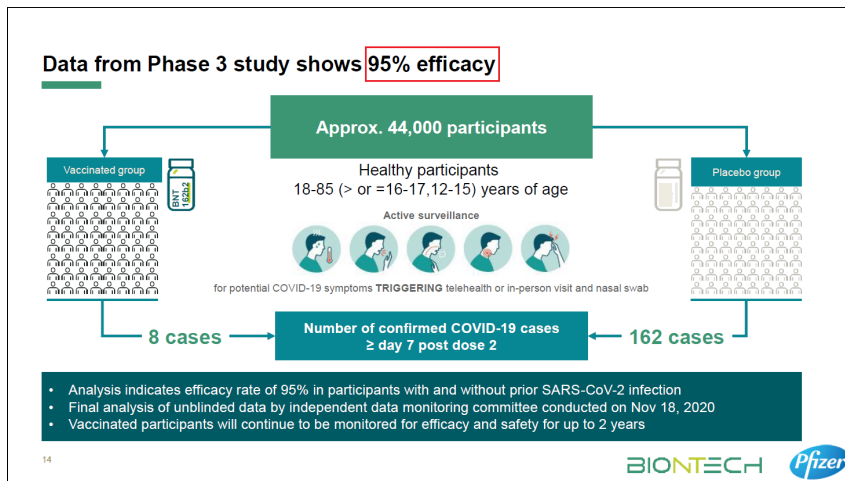 Data from Phase 3 study shows 95% efficacy
Approx. 44,000 participants
Vaccinated group
BNT
162b2
Placebo group
Healthy participants
18-85 (> or =16-17,12-15) years of age
Active surveillance
for potential COVID-19 symptoms TRIGGERING telehealth or in-person visit and nasal swab
8 cases
Number of confirmed COVID-19 cases
≥ day 7 post dose 2
162 cases
• Analysis indicates efficacy rate of 95% in participants with and without prior SARS-CoV-2 infection
• Final analysis of unblinded data by independent data monitoring committee conducted on Nov 18, 2020
• Vaccinated participants will continue to be monitored for efficacy and safety for up to 2 years
14
BIONTECH
Pfizer